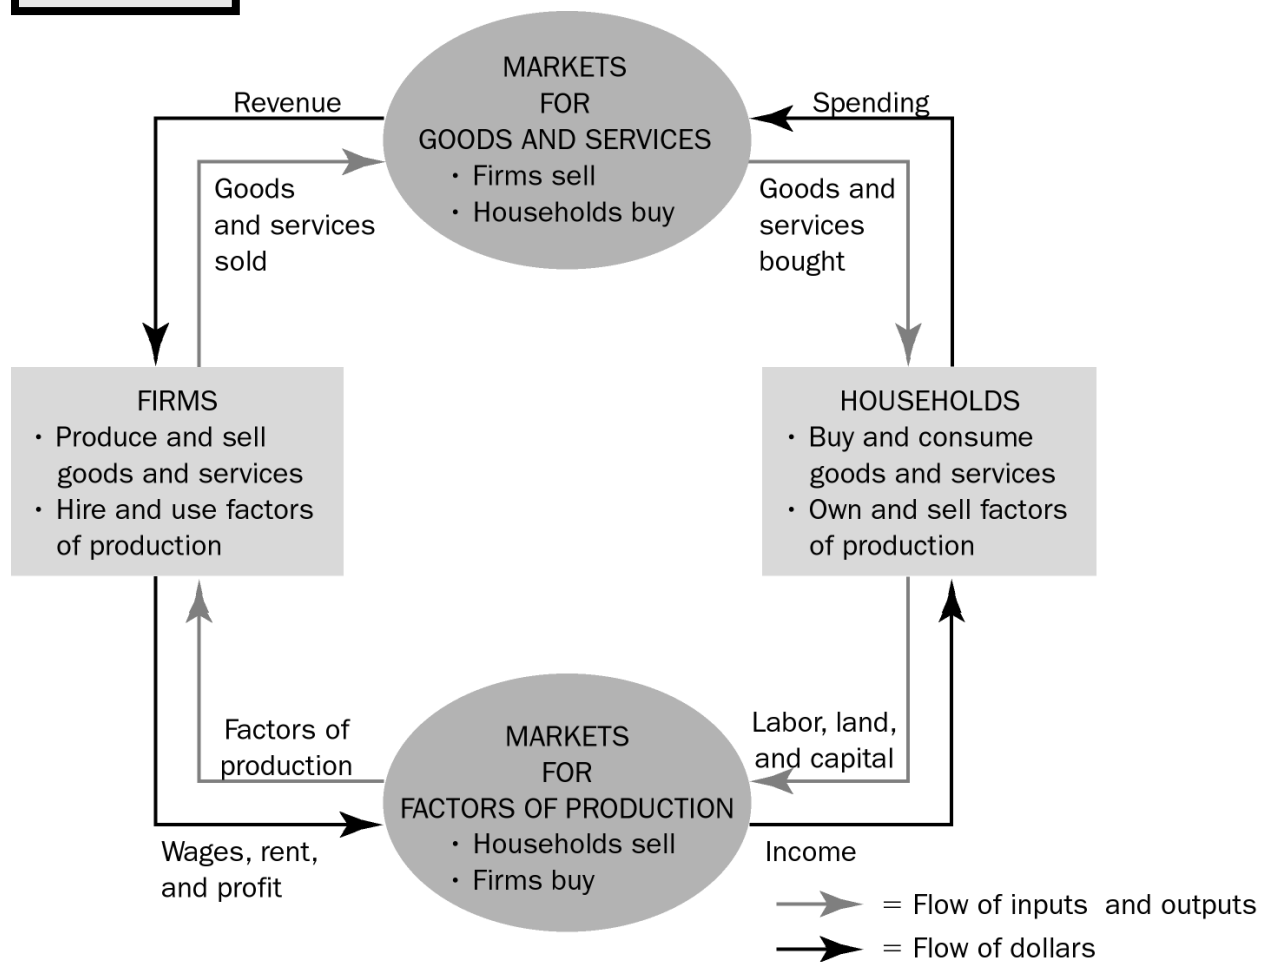 MARKETS
FOR
GOODS AND SERVICES
• Firms sell
• Households buy
Revenue
Spending
Goods
and services
sold
Goods and
services
bought
FIRMS
• Produce and sell
goods and services
• Hire and use factors
of production
HOUSEHOLDS
• Buy and consume
goods and services
• Own and sell factors
of production
Factors of
production
Labor, land,
and capital
MARKETS
FOR
FACTORS OF PRODUCTION
• Households sell
• Firms buy
Wages, rent,
and profit
Income
= Flow of inputs and outputs
= Flow of dollars